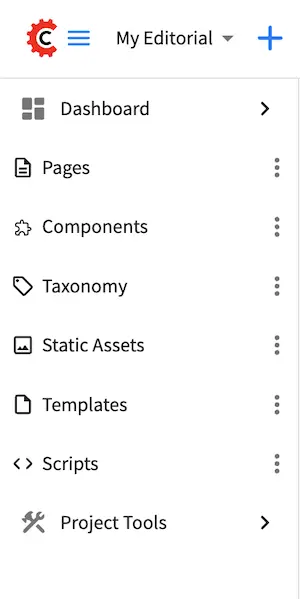 My Editorial
Dashboard
Pages
Components
Taxonomy
Static Assets
Templates
Scripts
Project Tools